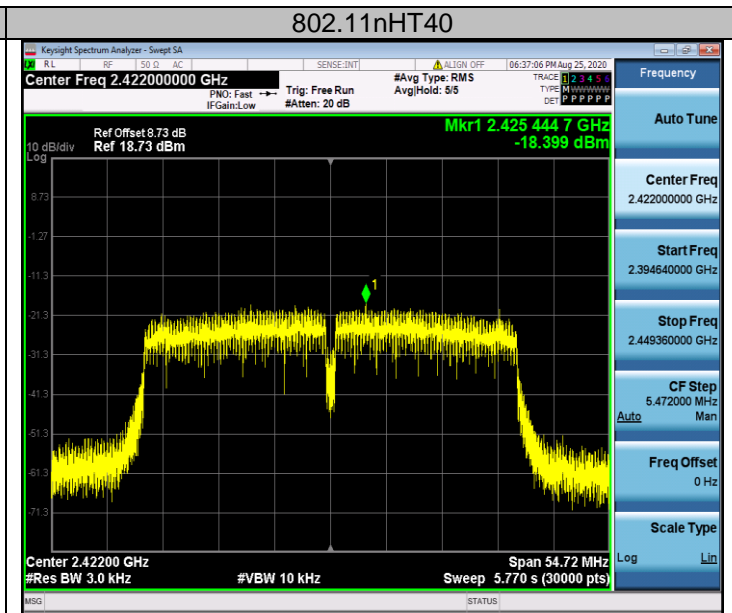 802.11nHT40
Keysight Spectrum Analyzer - Swept SA
RL RF 50 Ω AC SENSE:INT ALIGN OFF 06:37:06 PM Aug 25, 2020
Center Freq 2.422000000 GHz
PNO: Fast
IFGain:Low
Trig: Free Run
#Atten: 20 dB
#Avg Type: RMS
Avg|Hold: 5/5
TRACE 1 2 3 4 5 6
TYPE M W W W W W
DET P P P P P P
Frequency
Ref Offset 8.73 dB
10 dB/div Ref 18.73 dBm
Log
Mkr1 2.425 444 7 GHz
-18.399 dBm
8.73
-1.27
-11.3
-21.3
-31.3
-41.3
-51.3
-61.3
-71.3
1
Center 2.42200 GHz
#Res BW 3.0 kHz
#VBW 10 kHz
Span 54.72 MHz
Sweep 5.770 s (30000 pts)
Auto Tune
Center Freq
2.422000000 GHz
Start Freq
2.394640000 GHz
Stop Freq
2.449360000 GHz
CF Step
5.472000 MHz
Auto Man
Freq Offset
0 Hz
Scale Type
Log Lin
MSG STATUS